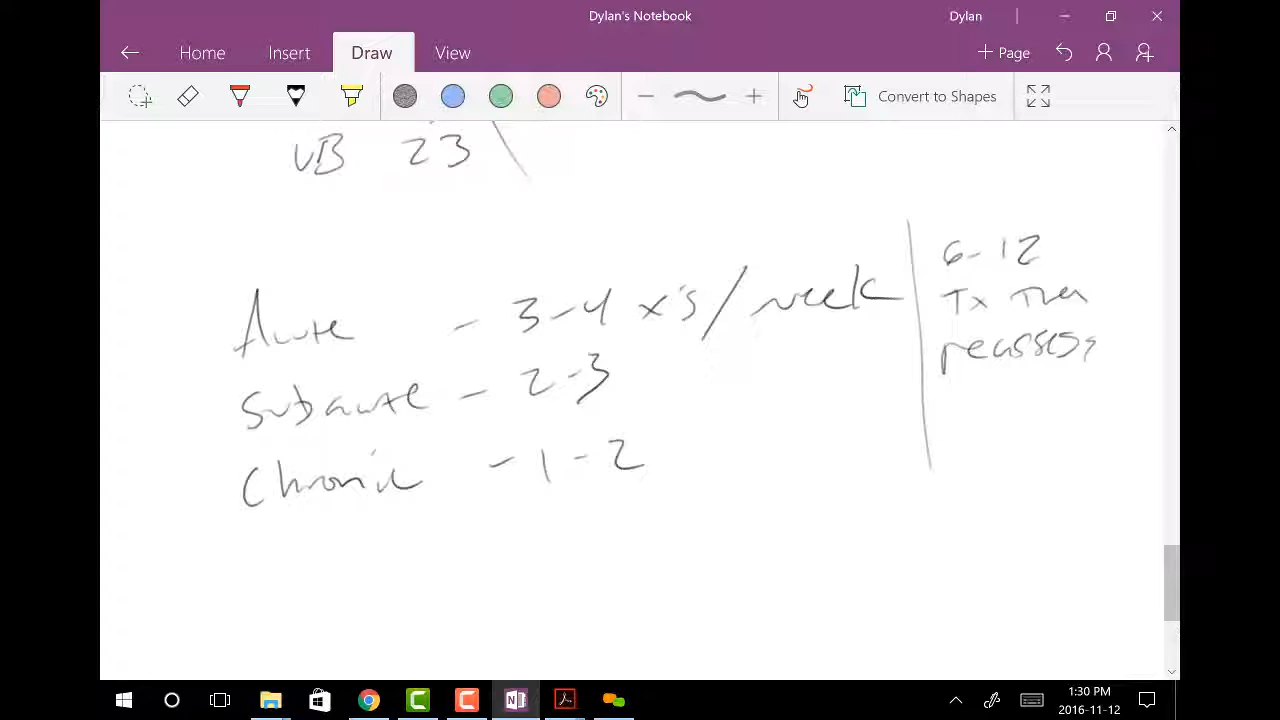 Dylan's Notebook
Dylan
Home Insert Draw View
Page
Convert to Shapes
UB 23
Acute - 3-4 x's/week
Subacute - 2-3
Chronic - 1-2
6-12
Tx Then
reassess
1:30 PM
2016-11-12